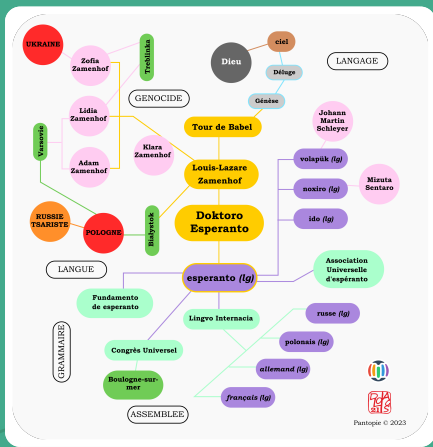 UKRAINE
Zofia
Zamenhof
Treblinka
Dieu
ciel
Déluge
Génèse
LANGAGE
GENOCIDE
Lidia
Zamenhof
Tour de Babel
Johann
Martin
Schleyer
Varsovie
Klara
Zamenhof
volapük (lg)
Adam
Zamenhof
Louis-Lazare
Zamenhof
noxiro (lg)
Mizuta
Sentaro
RUSSIE
TSARISTE
POLOGNE
Bialystok
Doktoro
Esperanto
ido (lg)
LANGUE
esperanto (lg)
Association
Universelle
d'espéranto
Fundamento
de esperanto
Lingvo Internacia
russe (lg)
GRAMMAIRE
Congrès Universel
polonais (lg)
Boulogne-sur-
mer
allemand (lg)
français (lg)
ASSEMBLEE
Pantopie © 2023